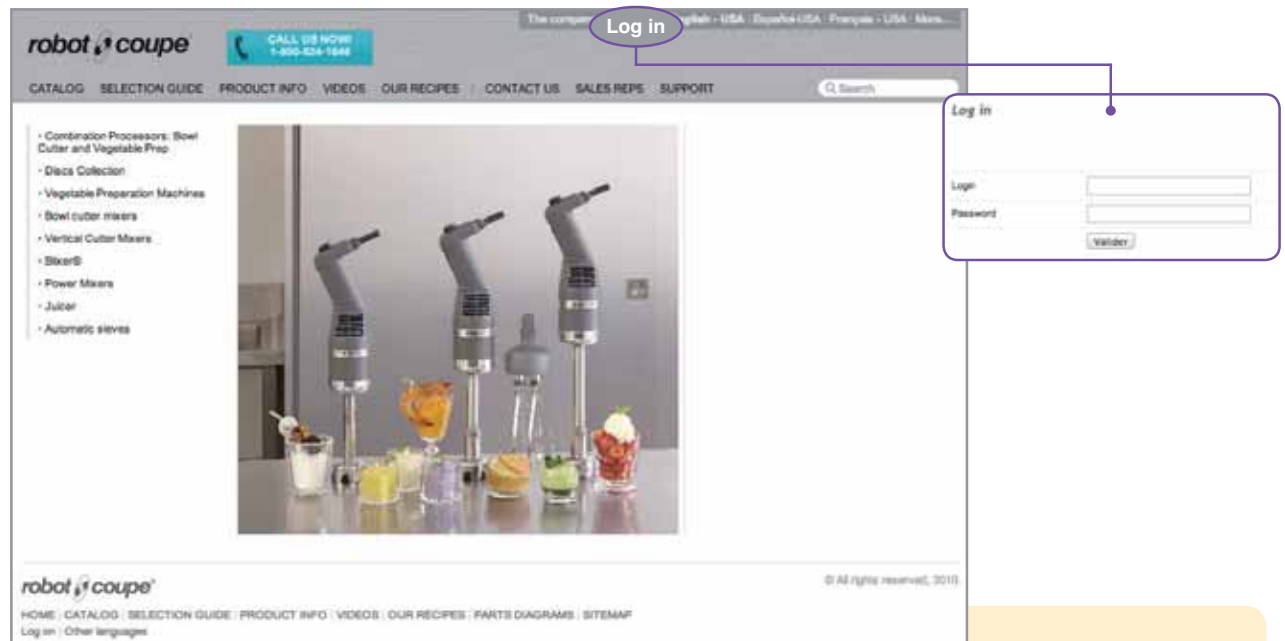 The company
Log in
English - USA | Español-USA | Français - USA | More...
robot coupe®
CALL US NOW!
1-800-824-1646
CATALOG SELECTION GUIDE PRODUCT INFO VIDEOS OUR RECIPES | CONTACT US SALES REPS SUPPORT
Search
Log in
- Combination Processors: Bowl
Cutter and Vegetable Prep
- Discs Collection
- Vegetable Preparation Machines
- Bowl cutter mixers
- Vertical Cutter Mixers
- Blixer®
- Power Mixers
- Juicer
- Automatic sieves
Login
Password
Valider
robot coupe®
© All rights reserved, 2010
HOME | CATALOG | SELECTION GUIDE | PRODUCT INFO | VIDEOS | OUR RECIPES | PARTS DIAGRAMS | SITEMAP
Log on | Other languages